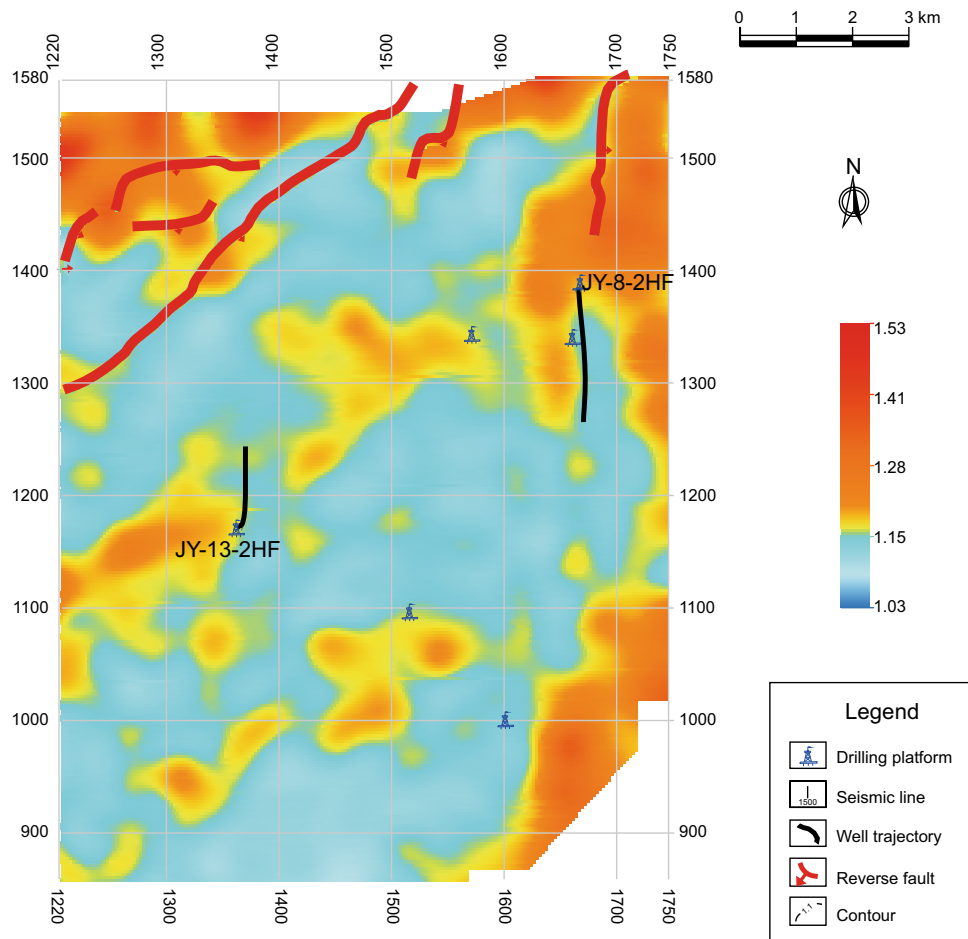 0 1 2 3 km
1220 1300 1400 1500 1600 1700 1750
1580 1580
N
1500 1500
1400 1400
JY-8-2HF
1.53
1300 1300
1.41
1.28
1200 1200
JY-13-2HF
1.15
1100 1100
1.03
1000 1000
Legend
Drilling platform
1500 Seismic line
900 900
Well trajectory
Reverse fault
1.1 Contour
1220 1300 1400 1500 1600 1700 1750